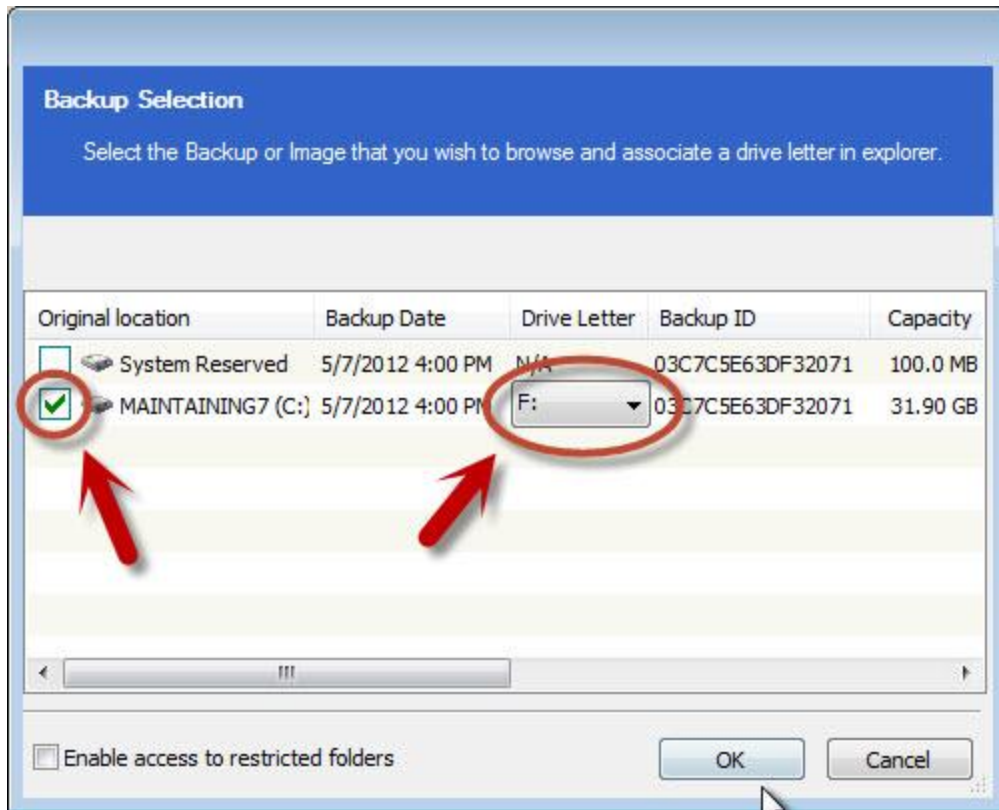 Backup Selection
Select the Backup or Image that you wish to browse and associate a drive letter in explorer.
Original location Backup Date Drive Letter Backup ID Capacity
System Reserved 5/7/2012 4:00 PM N/A 03C7C5E63DF32071 100.0 MB
MAINTAINING7 (C:) 5/7/2012 4:00 PM F: 03C7C5E63DF32071 31.90 GB
Enable access to restricted folders OK Cancel